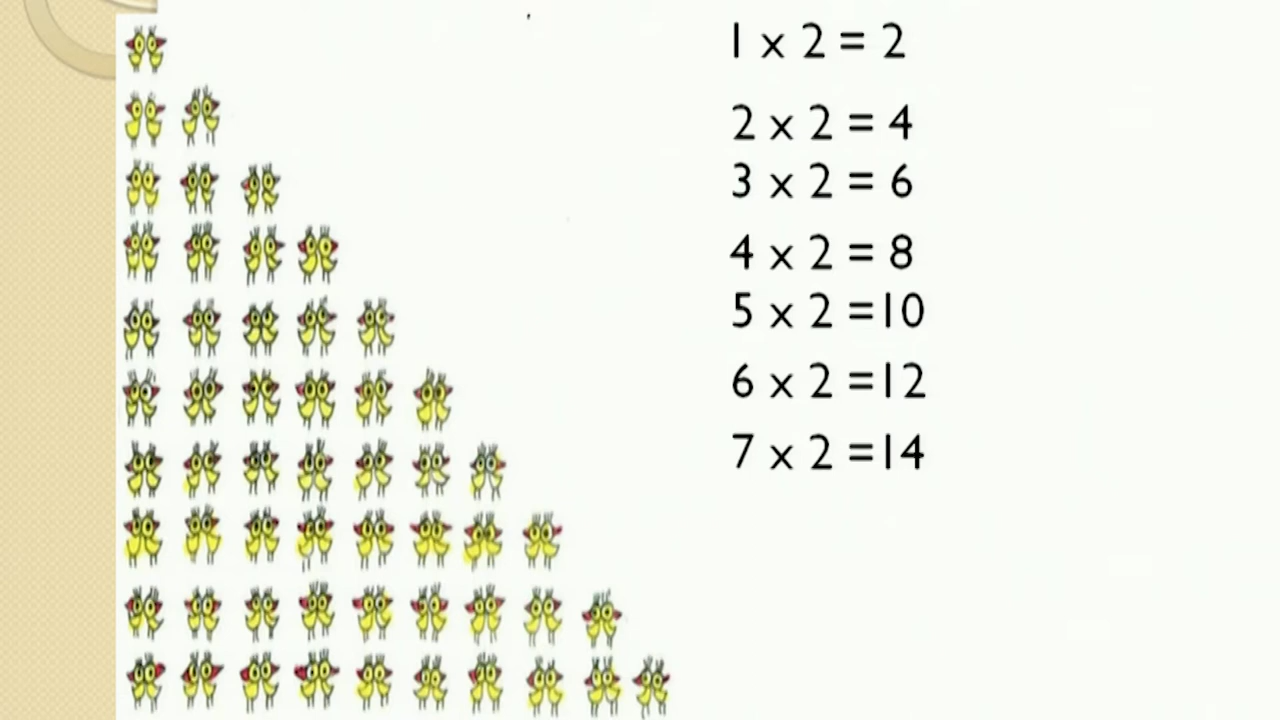 1 x 2 = 2
2 x 2 = 4
3 x 2 = 6
4 x 2 = 8
5 x 2 =10
6 x 2 =12
7 x 2 =14